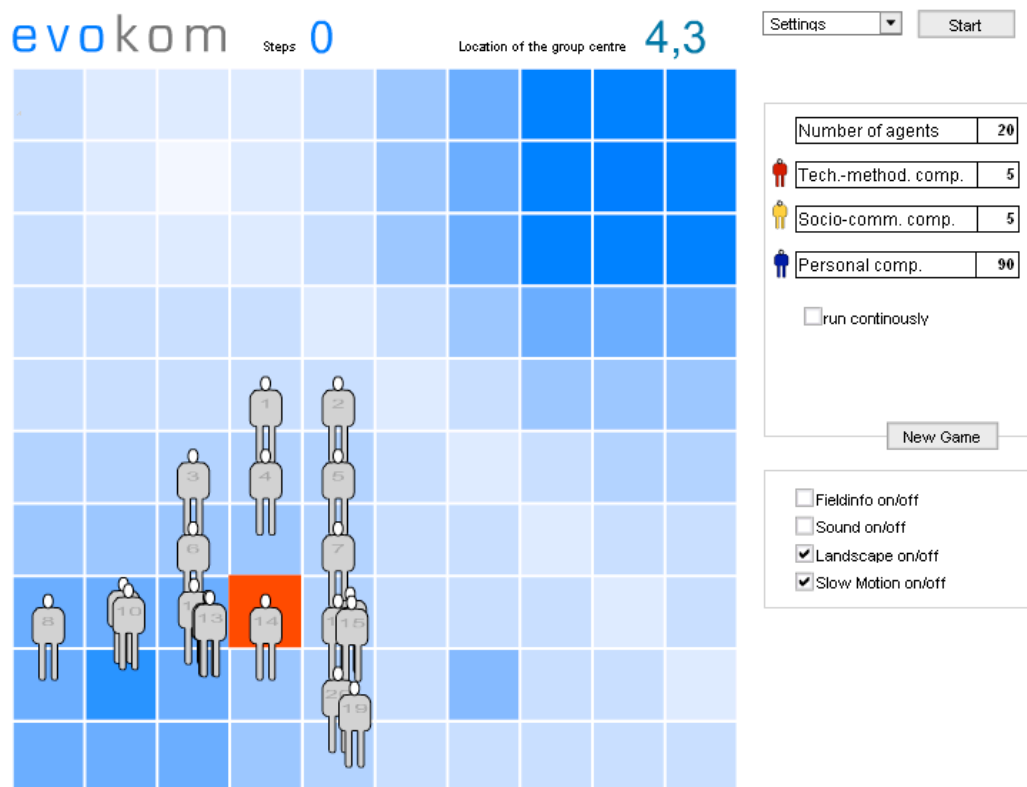 evokom Steps 0 Location of the group centre 4,3
Settings Start
Number of agents 20
Tech.-method. comp. 5
Socio-comm. comp. 5
Personal comp. 90
run continously
New Game
Fieldinfo on/off
Sound on/off
Landscape on/off
Slow Motion on/off
1 2
3 4 5
6 7
8 10 13 14 15
19